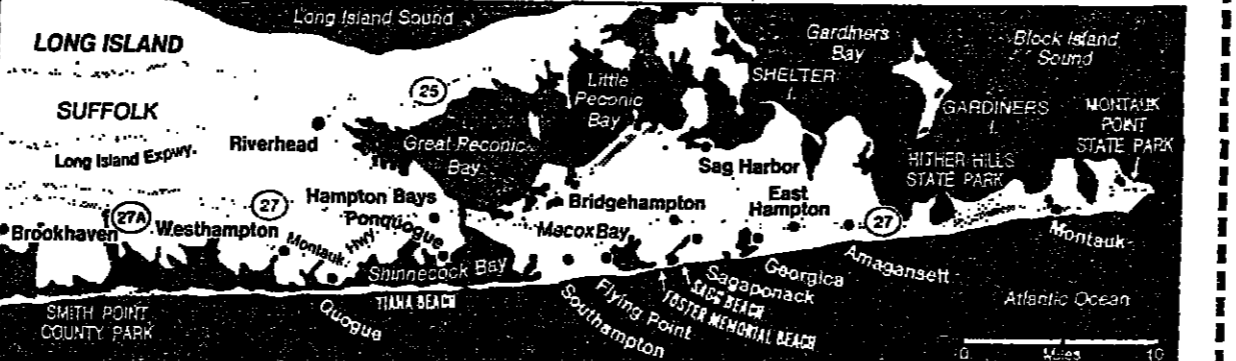 Long Island Sound
LONG ISLAND
SUFFOLK
25
Riverhead
Long Island Expwy.
Great Peconic
Bay
Little
Peconic
Bay
SHELTER
I.
Gardiners
Bay
Block Island
Sound
GARDINERS
I.
MONTAUK
POINT
STATE PARK
HITHER HILLS
STATE PARK
Sag Harbor
Hampton Bays
Ponquogue
Bridgehampton
East
Hampton
27A
27
27
Brookhaven
Westhampton
Montauk Hwy.
Mecox Bay
Shinnecock Bay
Montauk
Amagansett
Georgica
Sagaponack
SAGG BEACH
FOSTER MEMORIAL BEACH
Flying Point
Southampton
TIANA BEACH
Quogue
SMITH POINT
COUNTY PARK
Atlantic Ocean
0 Miles 10